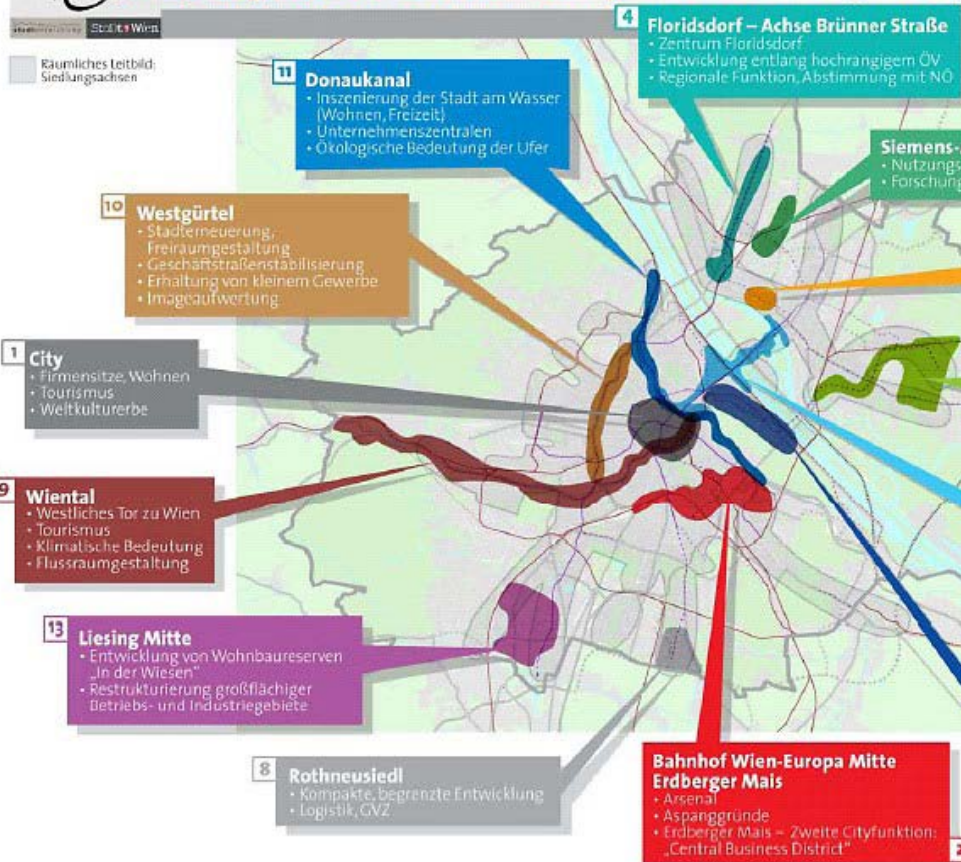 StaDt Wien
Räumliches Leitbild:
Siedlungsachsen
4
Floridsdorf – Achse Brünner Straße
• Zentrum Floridsdorf
• Entwicklung entlang hochrangigem ÖV
• Regionale Funktion, Abstimmung mit NÖ
11
Donaukanal
• Inszenierung der Stadt am Wasser
(Wohnen, Freizeit)
• Unternehmenszentralen
• Ökologische Bedeutung der Ufer
Siemens-
• Nutzungs
• Forschung
10
Westgürtel
• Stadterneuerung,
Freiraumgestaltung
• Geschäftstraßenstabilisierung
• Erhaltung von kleinem Gewerbe
• Imageaufwertung
1
City
• Firmensitze, Wohnen
• Tourismus
• Weltkulturerbe
9
Wiental
• Westliches Tor zu Wien
• Tourismus
• Klimatische Bedeutung
• Flussraumgestaltung
13
Liesing Mitte
• Entwicklung von Wohnbaureserven
„In der Wiesen“
• Restrukturierung großflächiger
Betriebs- und Industriegebiete
8
Rothneusiedl
• Kompakte, begrenzte Entwicklung
• Logistik, GVZ
Bahnhof Wien-Europa Mitte
Erdberger Mais
• Arsenal
• Aspanggründe
• Erdberger Mais – Zweite Cityfunktion:
„Central Business District“
2